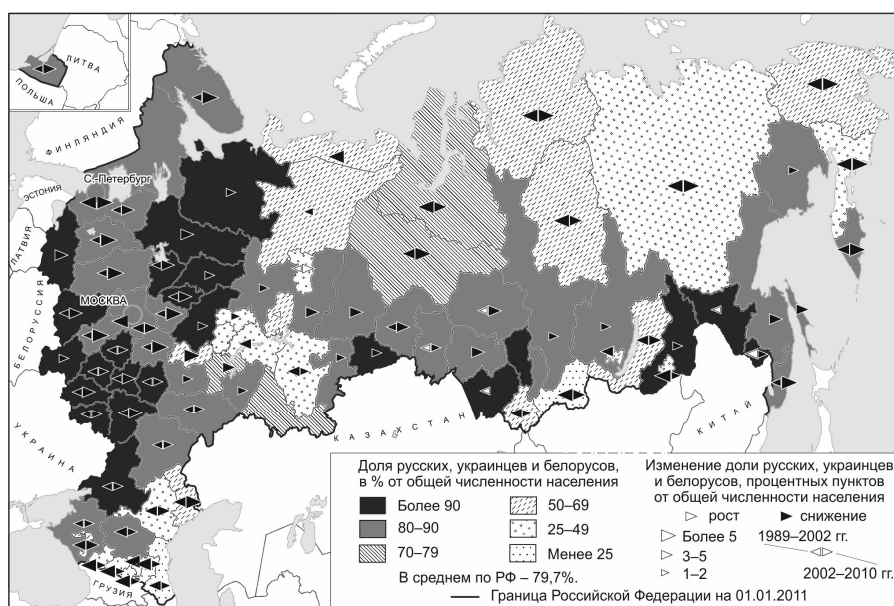 ЛИТВА
ПОЛЬША
ФИНЛЯНДИЯ
С.-Петербург
ЭСТОНИЯ
ЛАТВИЯ
МОСКВА
БЕЛОРУССИЯ
УКРАИНА
КАЗАХСТАН
КИТАЙ
ГРУЗИЯ
Доля русских, украинцев и белорусов,
в % от общей численности населения
Более 90
80–90
70–79
50–69
25–49
Менее 25
В среднем по РФ – 79,7%.
Изменение доли русских, украинцев
и белорусов, процентных пунктов
от общей численности населения
рост
снижение
Более 5
3–5
1–2
1989–2002 гг.
2002–2010 гг.
Граница Российской Федерации на 01.01.2011